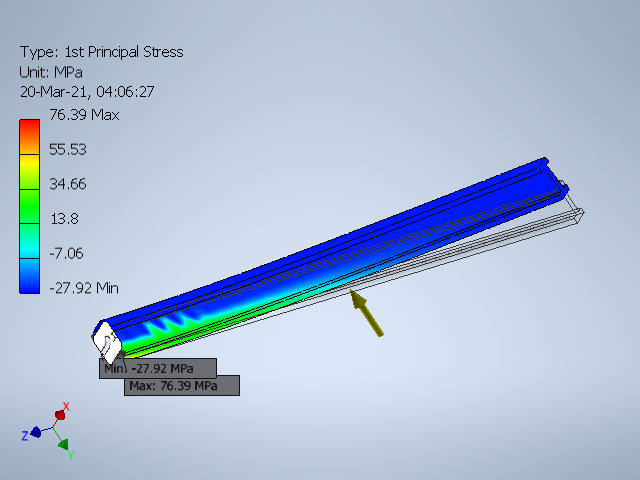 Type: 1st Principal Stress
Unit: MPa
20-Mar-21, 04:06:27
76.39 Max
55.53
34.66
13.8
-7.06
-27.92 Min
Min: -27.92 MPa
Max: 76.39 MPa
X
Z
Y